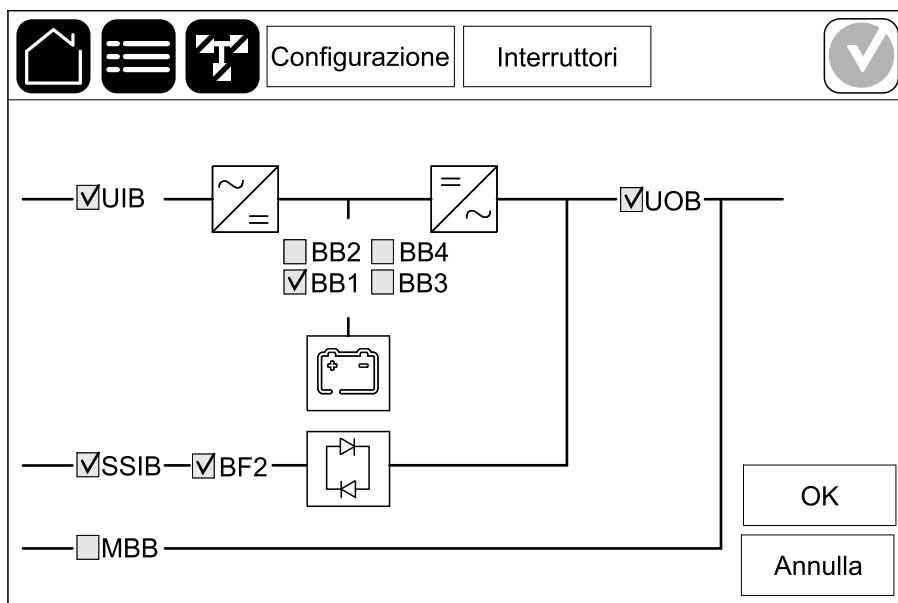 Configurazione
Interruttori
UIB
UOB
BB2
BB4
BB1
BB3
SSIB
BF2
OK
MBB
Annulla